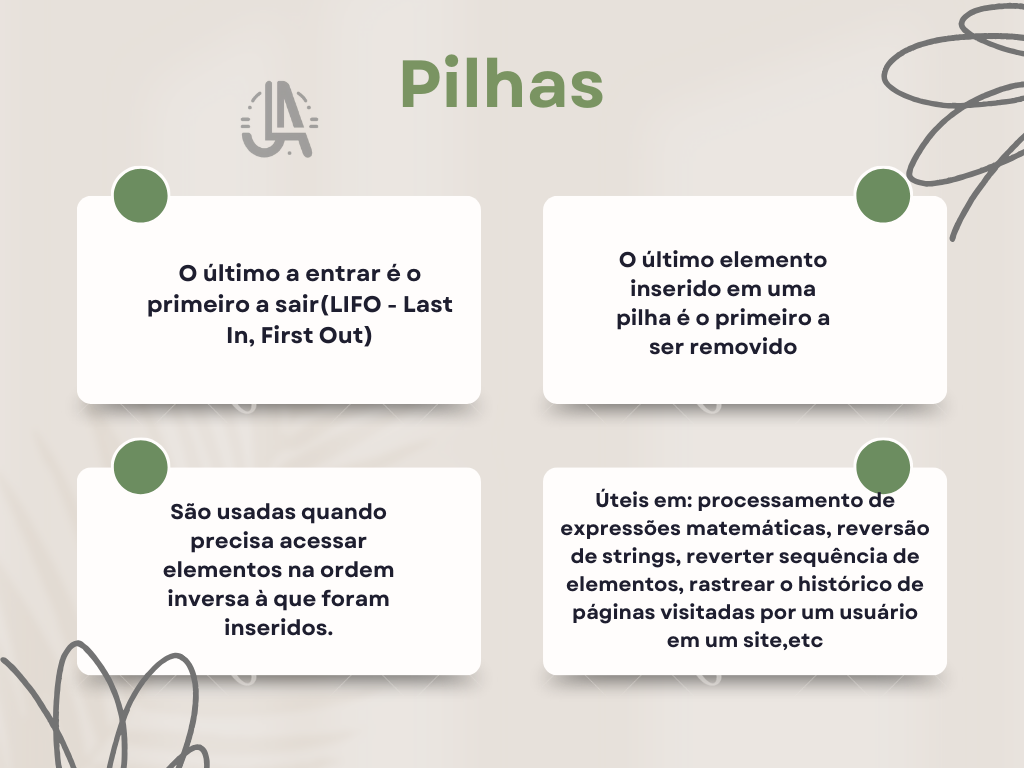 Pilhas
O último a entrar é o
primeiro a sair(LIFO - Last
In, First Out)
O último elemento
inserido em uma
pilha é o primeiro a
ser removido
São usadas quando
precisa acessar
elementos na ordem
inversa à que foram
inseridos.
Úteis em: processamento de
expressões matemáticas, reversão
de strings, reverter sequência de
elementos, rastrear o histórico de
páginas visitadas por um usuário
em um site,etc